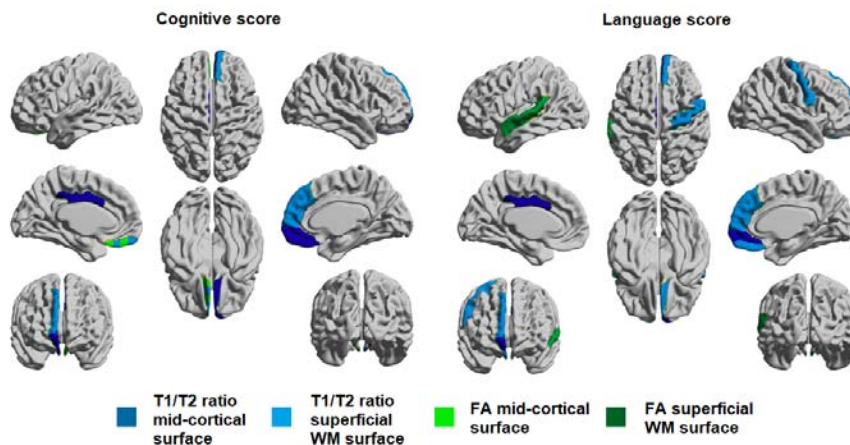 Cognitive score
Language score
T1/T2 ratio
mid-cortical
surface
T1/T2 ratio
superficial
WM surface
FA mid-cortical
surface
FA superficial
WM surface